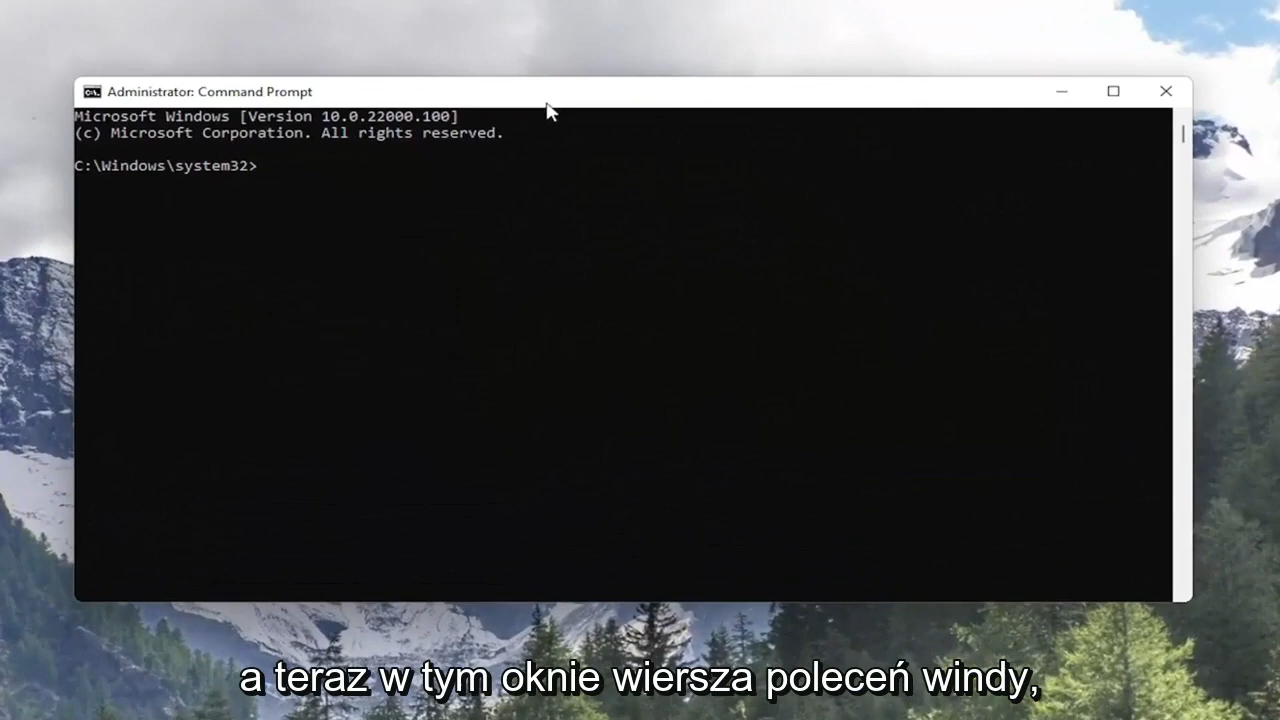 Administrator: Command Prompt
Microsoft Windows [Version 10.0.22000.100]
(c) Microsoft Corporation. All rights reserved.
C:\Windows\system32>
a teraz w tym oknie wiersza poleceń windy,